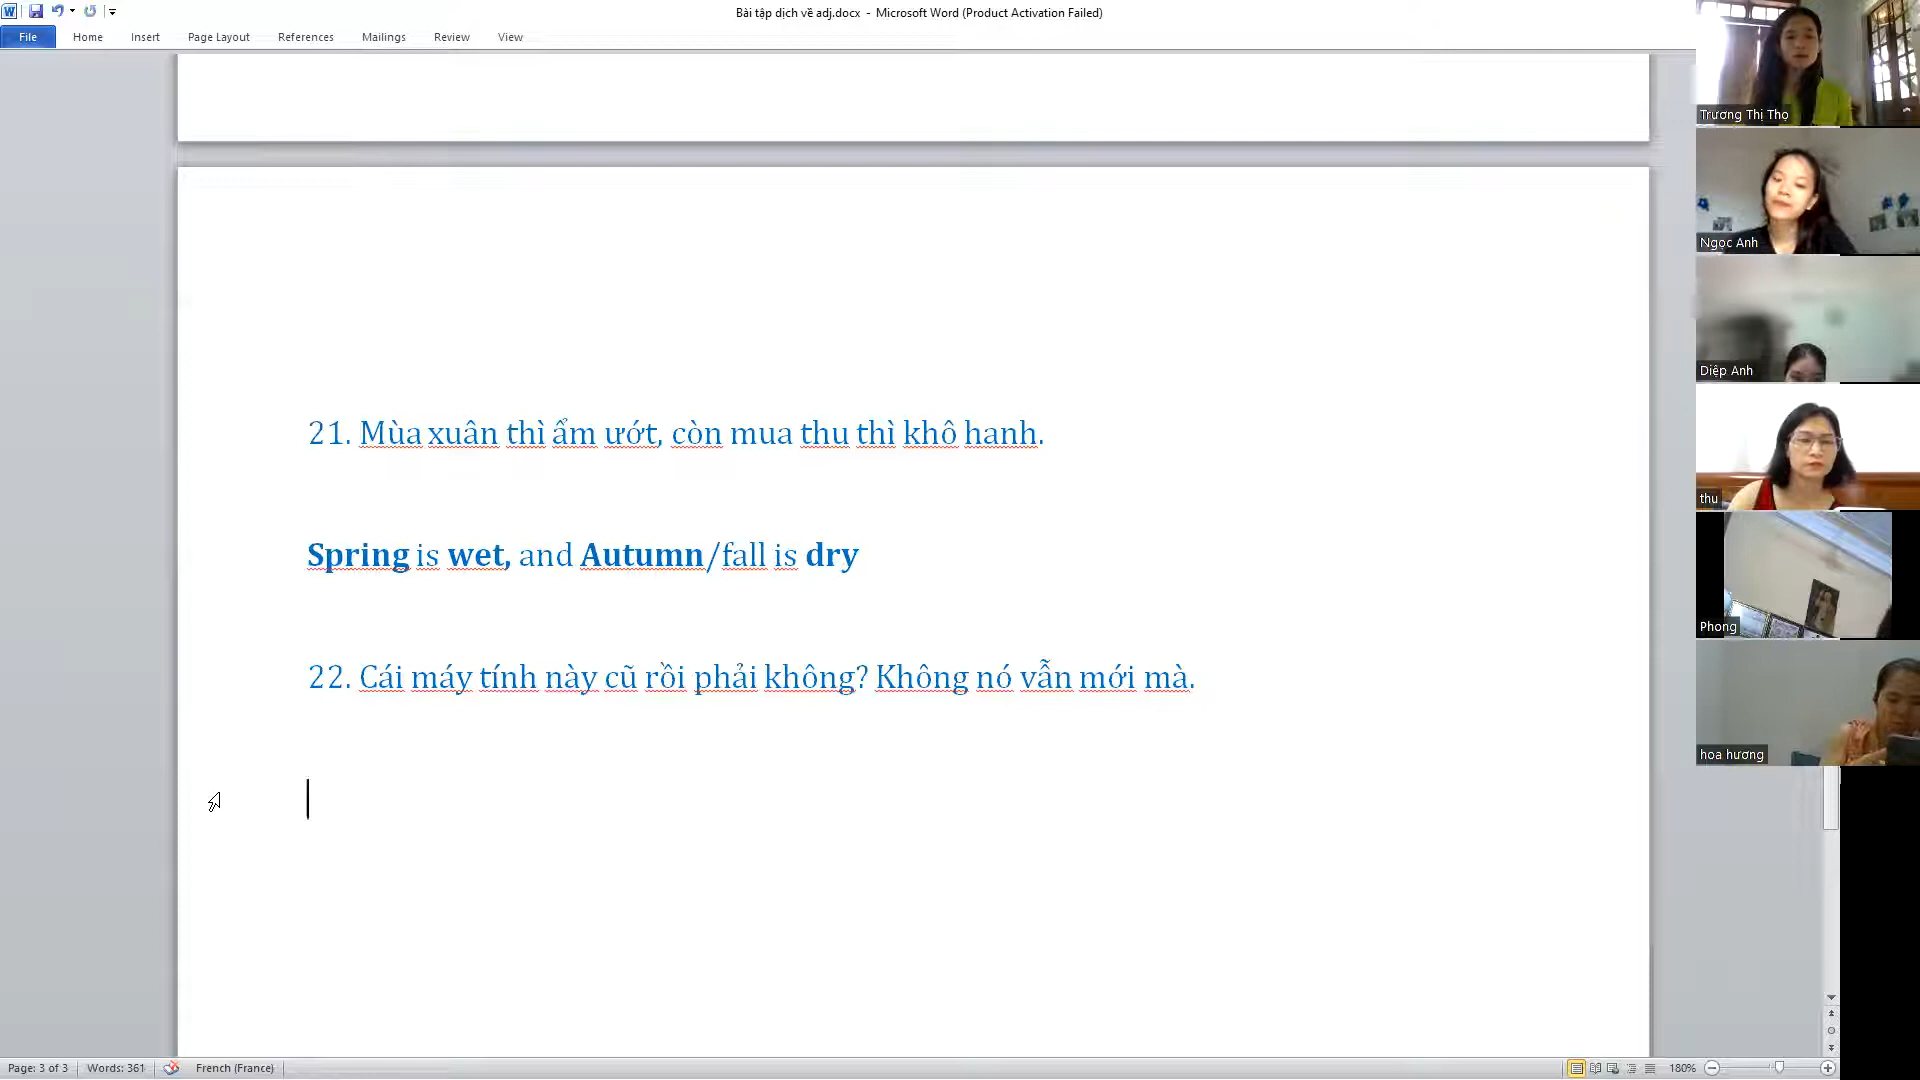 Bài tập dịch về adj.docx - Microsoft Word (Product Activation Failed)
File Home Insert Page Layout References Mailings Review View
21. Mùa xuân thì ẩm ướt, còn mua thu thì khô hanh.
Spring is wet, and Autumn/fall is dry
22. Cái máy tính này cũ rồi phải không? Không nó vẫn mới mà.
Trương Thị Thọ
Ngọc Anh
Diệp Anh
thu
Phong
hoa hương
Page: 3 of 3 Words: 361 French (France) 180%